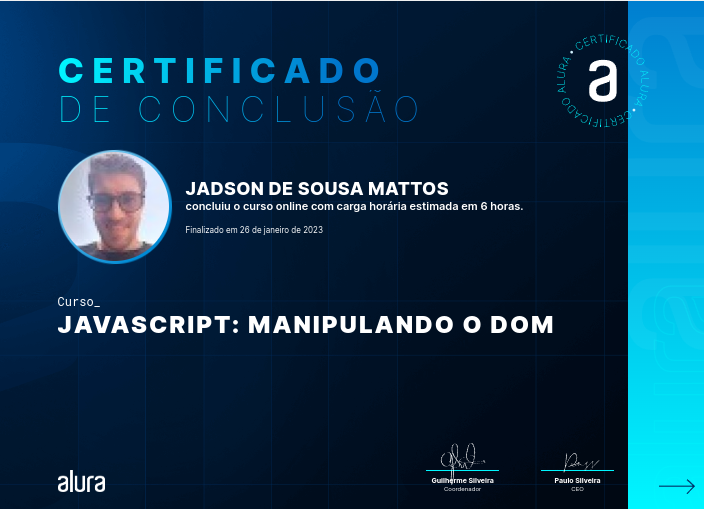 CERTIFICADO
DE CONCLUSÃO
CERTIFICADO ALURA • CERTIFICADO ALURA •
a
JADSON DE SOUSA MATTOS
concluiu o curso online com carga horária estimada em 6 horas.
Finalizado em 26 de janeiro de 2023
Curso_
JAVASCRIPT: MANIPULANDO O DOM
alura
Guilherme Silveira
Coordenador
Paulo Silveira
CEO